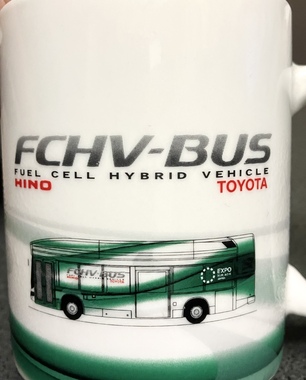 FCHV-BUS
FUEL CELL HYBRID VEHICLE
HINO TOYOTA
FCHV-BUS
EXPO